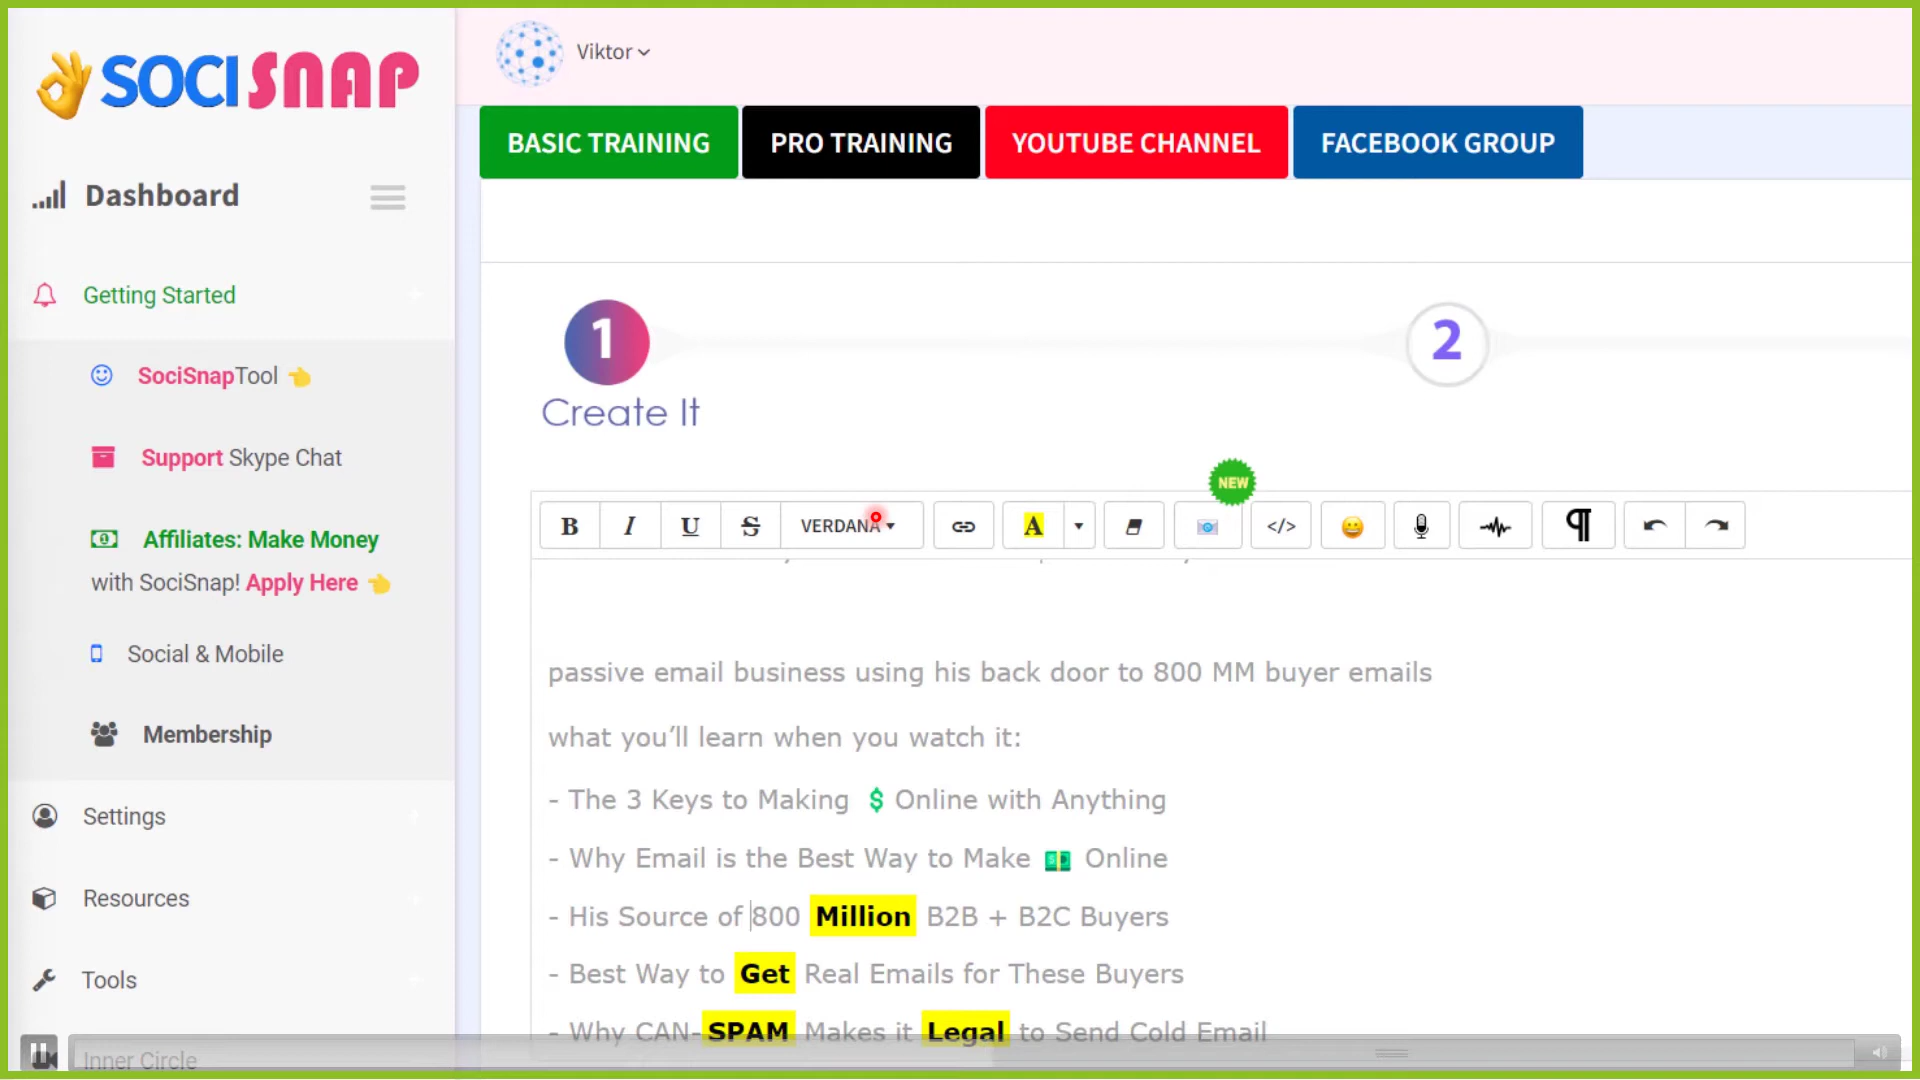 SOCISNAP
Viktor
BASIC TRAINING
PRO TRAINING
YOUTUBE CHANNEL
FACEBOOK GROUP
Dashboard
Getting Started
SociSnapTool
Support Skype Chat
Affiliates: Make Money
with SociSnap! Apply Here
Social & Mobile
Membership
Settings
Resources
Tools
Inner Circle
1
2
Create It
NEW
B
I
U
S
VERDANA
A
</>
¶
passive email business using his back door to 800 MM buyer emails
what you’ll learn when you watch it:
- The 3 Keys to Making $ Online with Anything
- Why Email is the Best Way to Make 💵 Online
- His Source of 800 Million B2B + B2C Buyers
- Best Way to Get Real Emails for These Buyers
- Why CAN-SPAM Makes it Legal to Send Cold Email